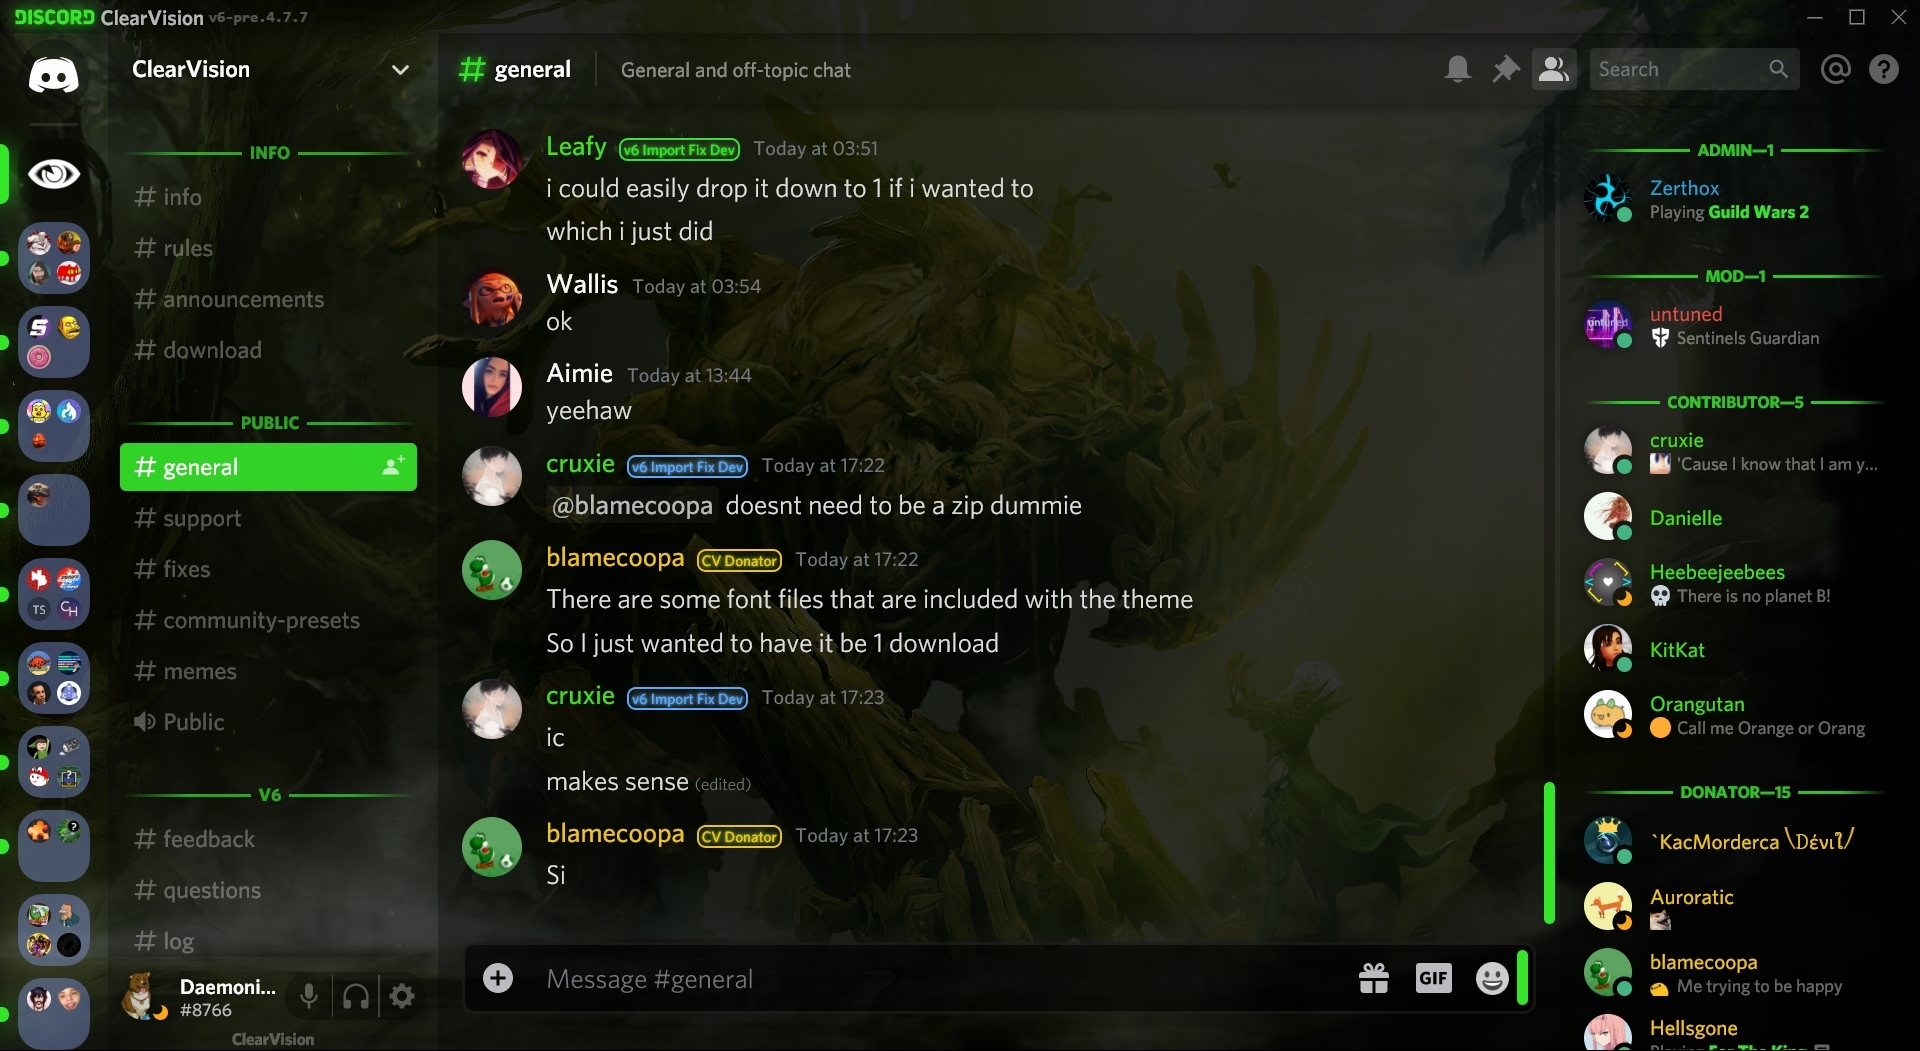 DISCORD ClearVision v6-pre.4.7.7
ClearVision
INFO
# info
# rules
# announcements
# download
PUBLIC
# general
# support
# fixes
# community-presets
# memes
Public
V6
# feedback
# questions
# log
TS
CH
Daemoni...
#8766
ClearVision
# general
General and off-topic chat
Search
Leafy v6 Import Fix Dev Today at 03:51
i could easily drop it down to 1 if i wanted to
which i just did
Wallis Today at 03:54
ok
Aimie Today at 13:44
yeehaw
cruxie v6 Import Fix Dev Today at 17:22
@blamecoopa doesnt need to be a zip dummie
blamecoopa CV Donator Today at 17:22
There are some font files that are included with the theme
So I just wanted to have it be 1 download
cruxie v6 Import Fix Dev Today at 17:23
ic
makes sense (edited)
blamecoopa CV Donator Today at 17:23
Si
Message #general
GIF
ADMIN—1
Zerthox
Playing Guild Wars 2
MOD—1
untuned
untuned
Sentinels Guardian
CONTRIBUTOR—5
cruxie
'Cause I know that I am y...
Danielle
Heebeejeebees
There is no planet B!
KitKat
Orangutan
Call me Orange or Orang
DONATOR—15
`KacMorderca
Auroratic
blamecoopa
Me trying to be happy
Hellsgone
Playing For The King